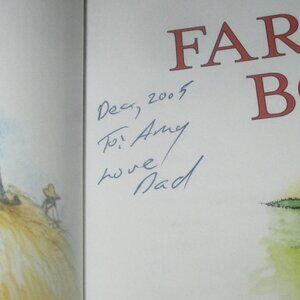 FAR
BO
Dec, 2005
To: Amy
Love
Dad